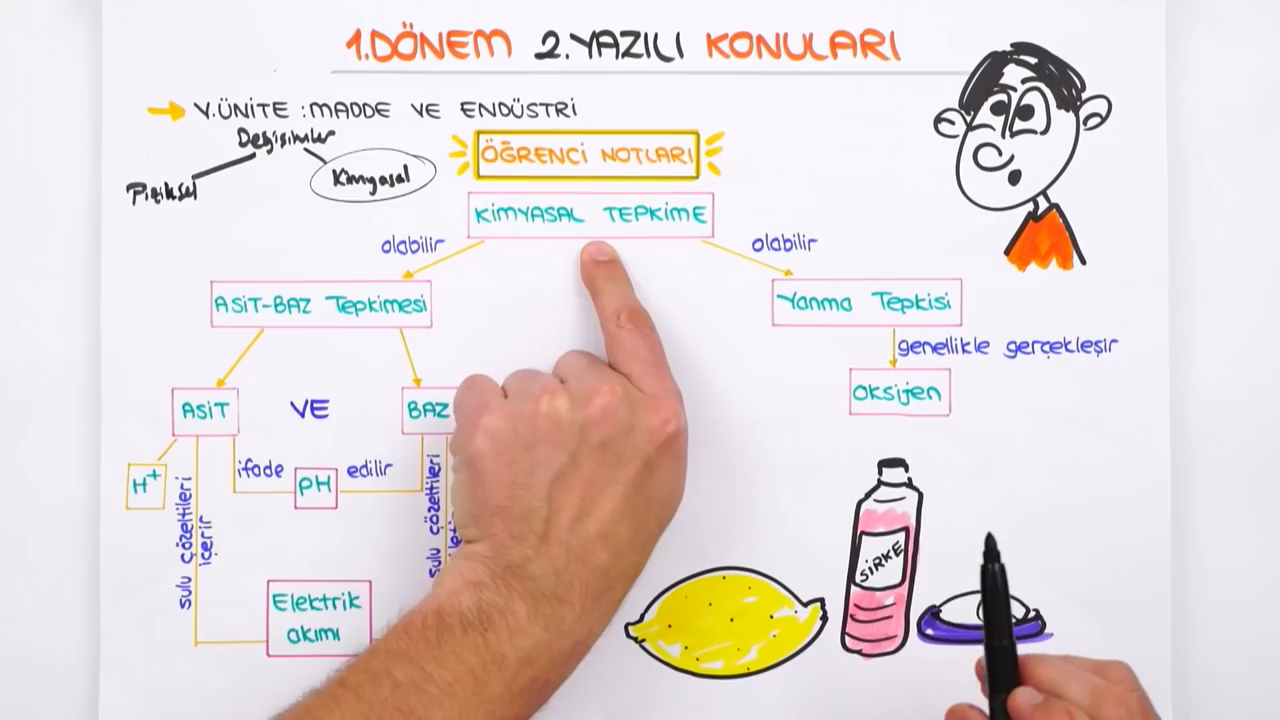 1.DÖNEM 2.YAZILI KONULARI
V.ÜNİTE : MADDE VE ENDÜSTRİ
Değişimler
Fiziksel
Kimyasal
ÖĞRENCİ NOTLARI
KİMYASAL TEPKİME
olabilir
olabilir
ASİT-BAZ Tepkimesi
Yanma Tepkisi
genellikle gerçekleşir
Oksijen
ASİT
VE
BAZ
H+
ifade
PH
edilir
sulu çözeltileri
içerir
sulu çözeltileri
Elektrik
akımı
SİRKE